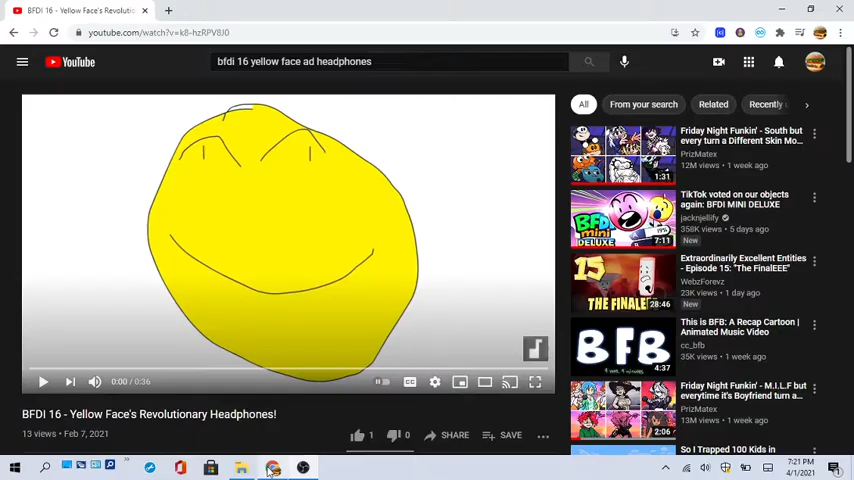 BFDI 16 - Yellow Face's Revolutio
youtube.com/watch?v=k8-hzRPV8J0
YouTube
bfdi 16 yellow face ad headphones
All
From your search
Related
Recently
Friday Night Funkin' - South but
every turn a Different Skin Mo...
PrizMatex
12M views • 1 week ago
1:31
TikTok voted on our objects
again: BFDI MINI DELUXE
jacknjellify
358K views • 5 days ago
New
BFDI
mini
DELUXE
7:11
Extraordinarily Excellent Entities
- Episode 15: "The FinalEEE"
WebzForevz
23K views • 1 day ago
New
15
THE FINALE
28:46
This is BFB: A Recap Cartoon |
Animated Music Video
cc_bfb
35K views • 1 week ago
BFB
4:37
Friday Night Funkin' - M.I.L.F but
everytime it's Boyfriend turn a...
PrizMatex
13M views • 2 weeks ago
2:06
So I Trapped 100 Kids in
0:00 / 0:36
CC
BFDI 16 - Yellow Face's Revolutionary Headphones!
13 views • Feb 7, 2021
1
0
SHARE
SAVE
7:21 PM
4/1/2021
1